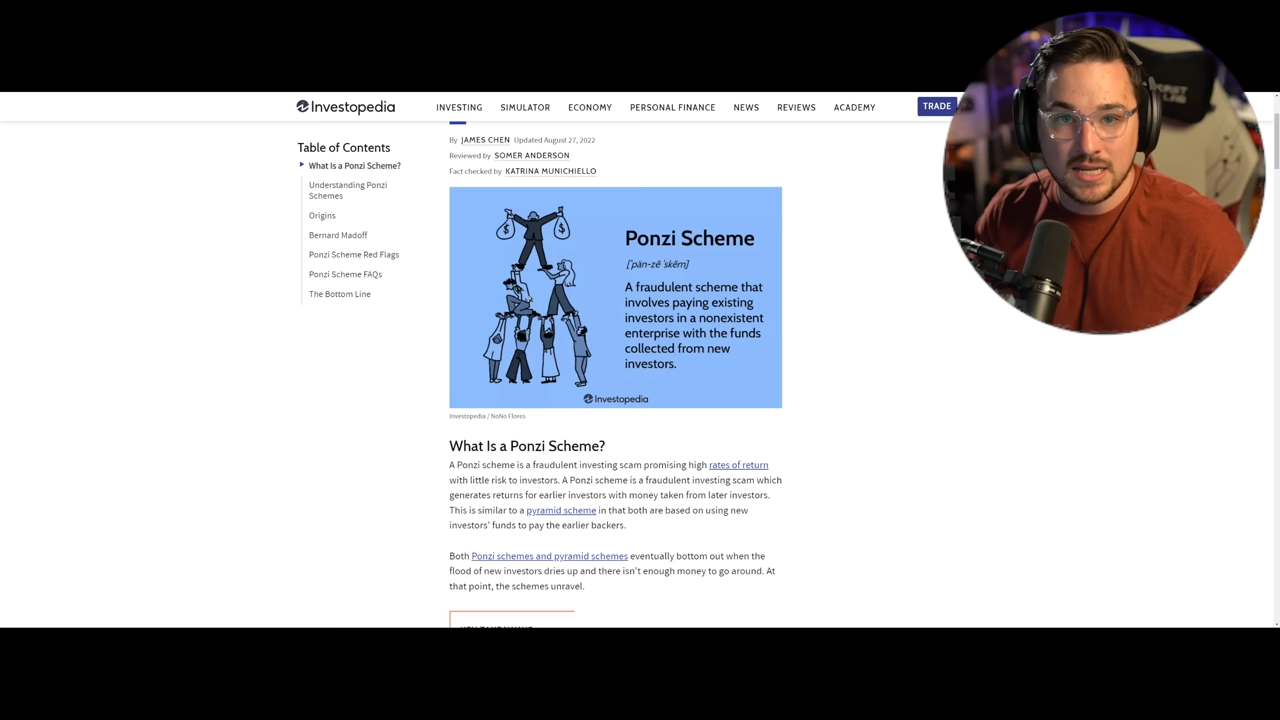 Investopedia
INVESTING SIMULATOR ECONOMY PERSONAL FINANCE NEWS REVIEWS ACADEMY TRADE
Table of Contents
What Is a Ponzi Scheme?
Understanding Ponzi
Schemes
Origins
Bernard Madoff
Ponzi Scheme Red Flags
Ponzi Scheme FAQs
The Bottom Line
By JAMES CHEN Updated August 27, 2022
Reviewed by SOMER ANDERSON
Fact checked by KATRINA MUNICHIELLO
$ $
Ponzi Scheme
[ˈpän-zē ˈskēm]
A fraudulent scheme that
involves paying existing
investors in a nonexistent
enterprise with the funds
collected from new
investors.
Investopedia
Investopedia / NoNo Flores
What Is a Ponzi Scheme?
A Ponzi scheme is a fraudulent investing scam promising high rates of return
with little risk to investors. A Ponzi scheme is a fraudulent investing scam which
generates returns for earlier investors with money taken from later investors.
This is similar to a pyramid scheme in that both are based on using new
investors' funds to pay the earlier backers.
Both Ponzi schemes and pyramid schemes eventually bottom out when the
flood of new investors dries up and there isn't enough money to go around. At
that point, the schemes unravel.